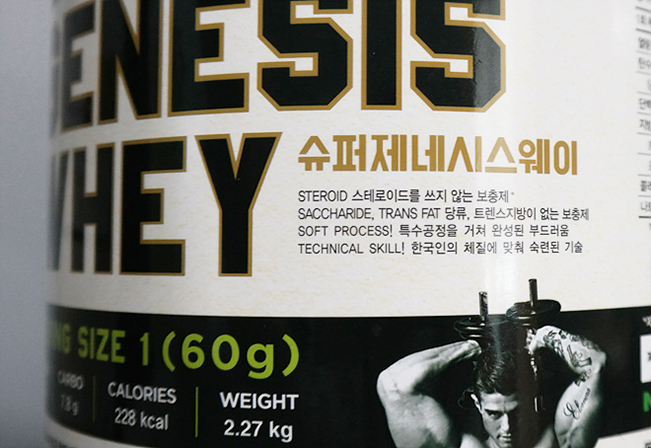 GENESIS
WHEY
슈퍼제네시스웨이
STEROID 스테로이드를 쓰지 않는 보충제*
SACCHARIDE, TRANS FAT 당류, 트렌스지방이 없는 보충제
SOFT PROCESS! 특수공정을 거쳐 완성된 부드러움
TECHNICAL SKILL! 한국인의 체질에 맞춰 숙련된 기술
SIZE 1 (60g)
CARBO
CALORIES
228 kcal
WEIGHT
2.27 kg